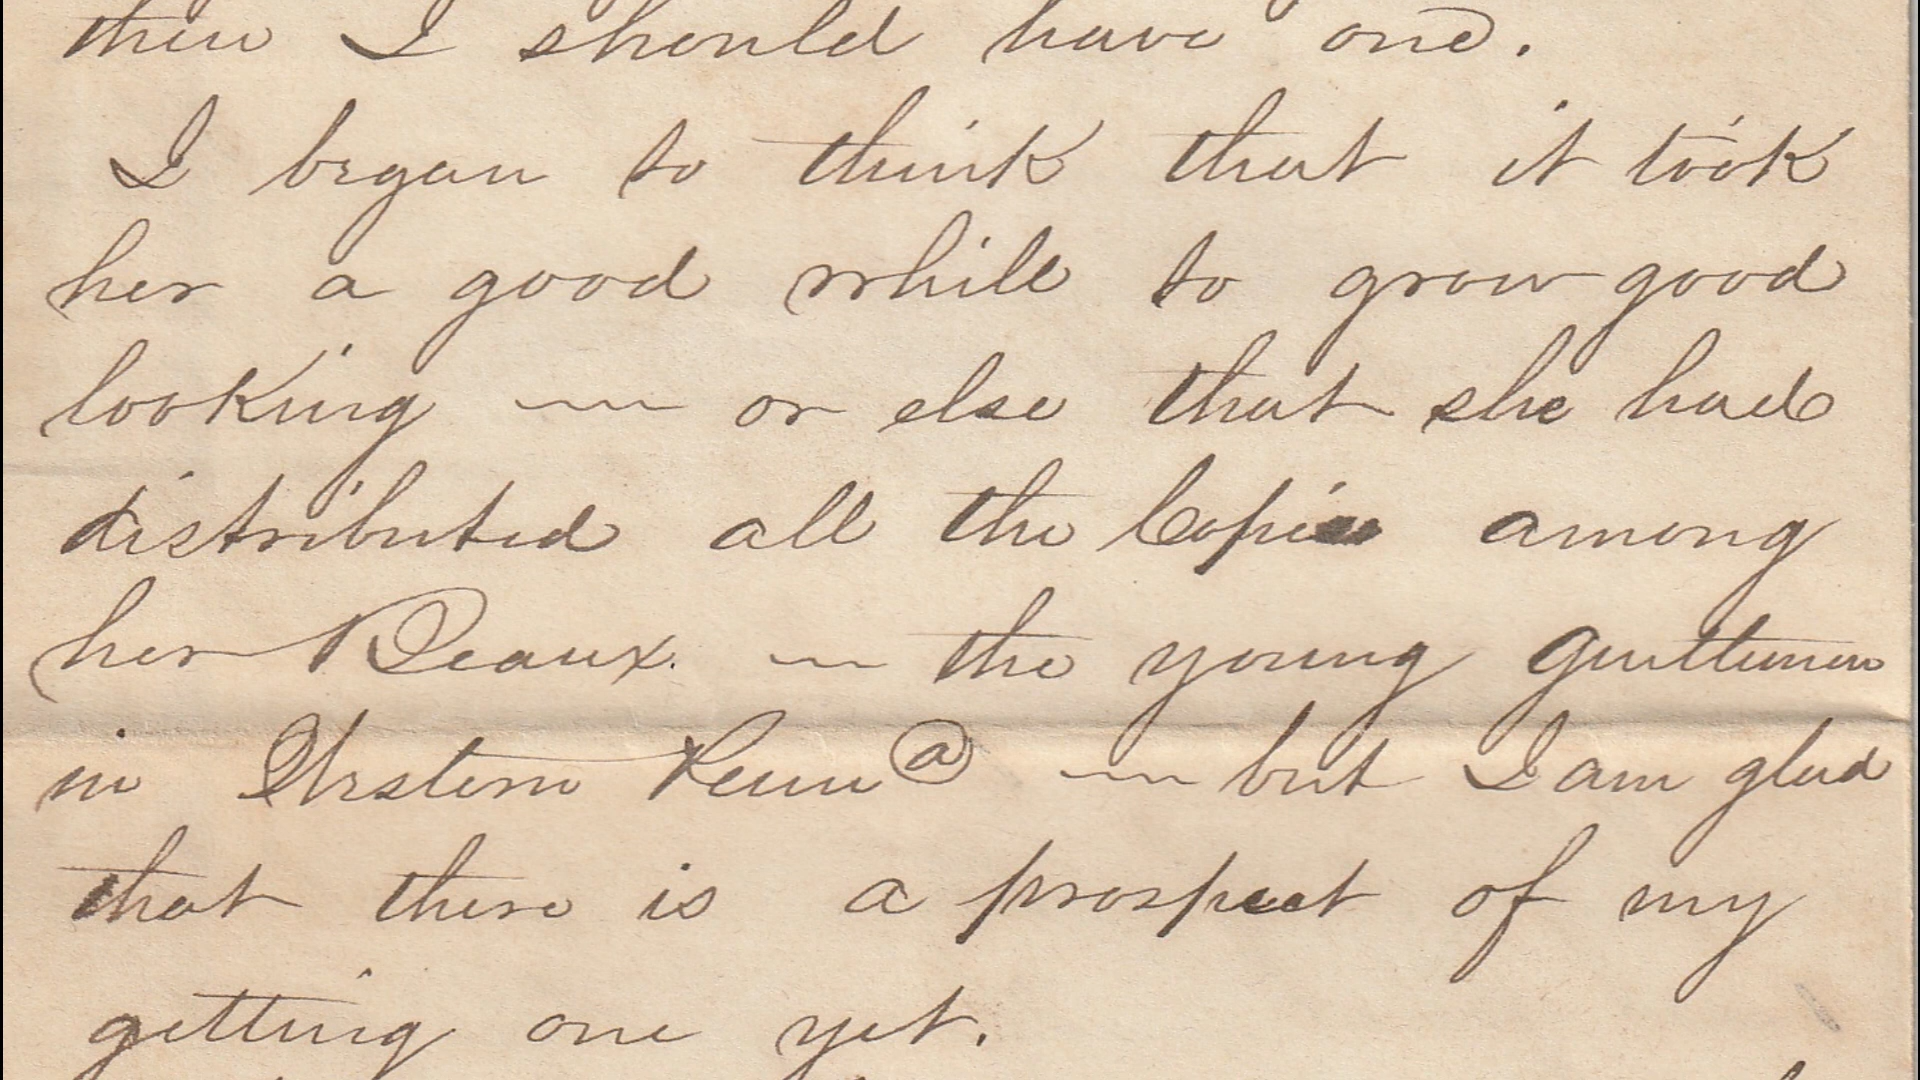 then I should have one.
I began to think that it took
her a good while to grow good
looking — or else that she had
distributed all the Copies among
her Beaux. — the young gentlemen
in Western Penn a — but I am glad
that there is a prospect of my
getting one yet.